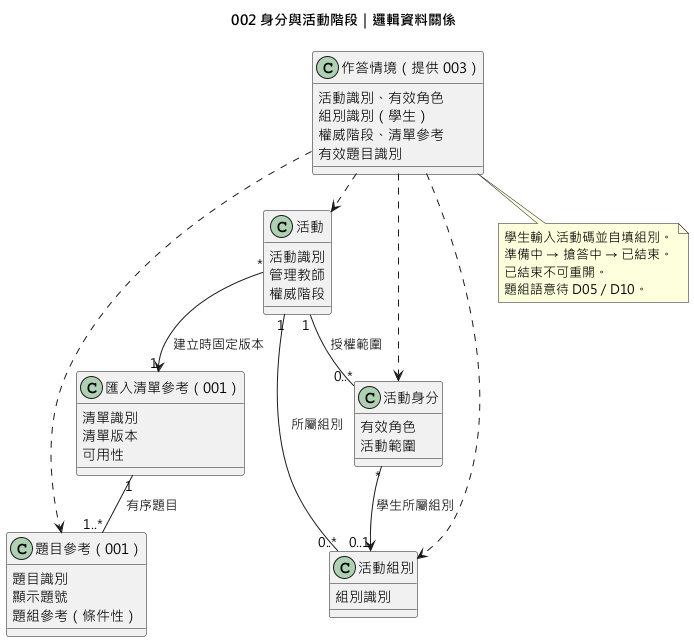 002 身分與活動階段 | 邏輯資料關係
C 作答情境（提供 003）
活動識別、有效角色
組別識別（學生）
權威階段、清單參考
有效題目識別
學生輸入活動碼並自填組別。
準備中 → 搶答中 → 已結束。
已結束不可重開。
題組語意待 D05 / D10。
C 活動
活動識別
管理教師
權威階段
*
1
1
建立時固定版本
授權範圍
1
0..*
C 匯入清單參考（001）
清單識別
清單版本
可用性
C 活動身分
有效角色
活動範圍
所屬組別
1
有序題目
1..*
*
學生所屬組別
0..*
0..1
C 題目參考（001）
題目識別
顯示題號
題組參考（條件性）
C 活動組別
組別識別